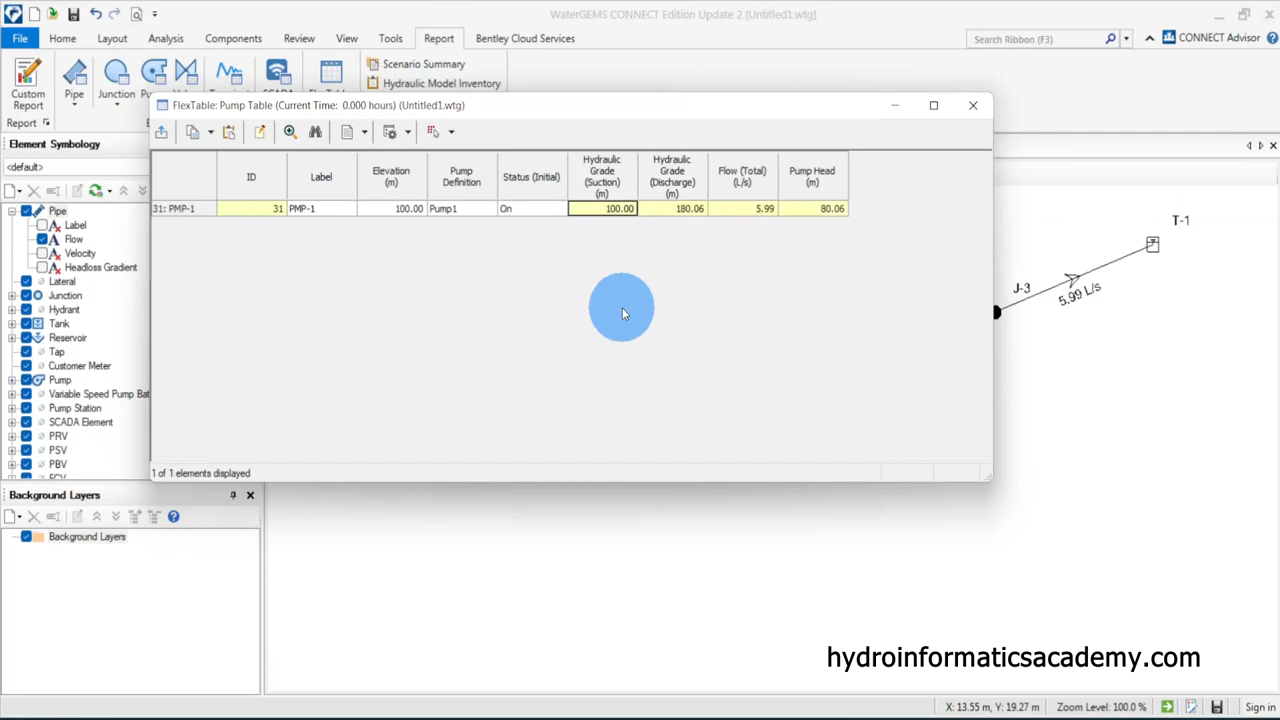 WaterGEMS CONNECT Edition Update 2 [Untitled1.wtg]
File Home Layout Analysis Components Review View Tools Report Bentley Cloud Services
Search Ribbon (F3)
CONNECT Advisor
Custom Report
Pipe
Junction
Scenario Summary
Hydraulic Model Inventory
Report
FlexTable: Pump Table (Current Time: 0.000 hours) (Untitled1.wtg)
ID
Label
Elevation (m)
Pump Definition
Status (Initial)
Hydraulic Grade (Suction) (m)
Hydraulic Grade (Discharge) (m)
Flow (Total) (L/s)
Pump Head (m)
31: PMP-1 31 PMP-1 100.00 Pump1 On 100.00 180.06 5.99 80.06
1 of 1 elements displayed
Element Symbology
<default>
Pipe
Label
Flow
Velocity
Headloss Gradient
Lateral
Junction
Hydrant
Tank
Reservoir
Tap
Customer Meter
Pump
Variable Speed Pump Bat
Pump Station
SCADA Element
PRV
PSV
PBV
Background Layers
Background Layers
T-1
J-3
5.99 L/s
hydroinformaticsacademy.com
X: 13.55 m, Y: 19.27 m
Zoom Level: 100.0 %
Sign in